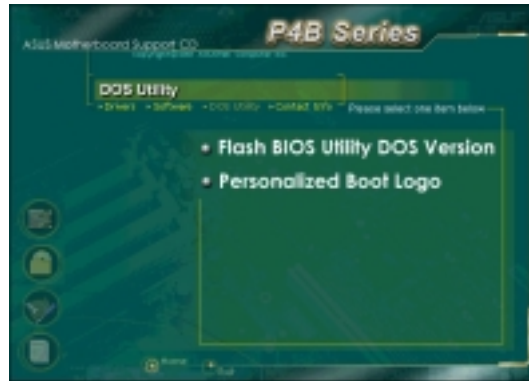 P4B Series
ASUS Motherboard Support CD
DOS Utility
Drivers Software DOS Utility Contact Info
Please select one item below
Flash BIOS Utility DOS Version
Personalized Boot Logo
Home
Exit